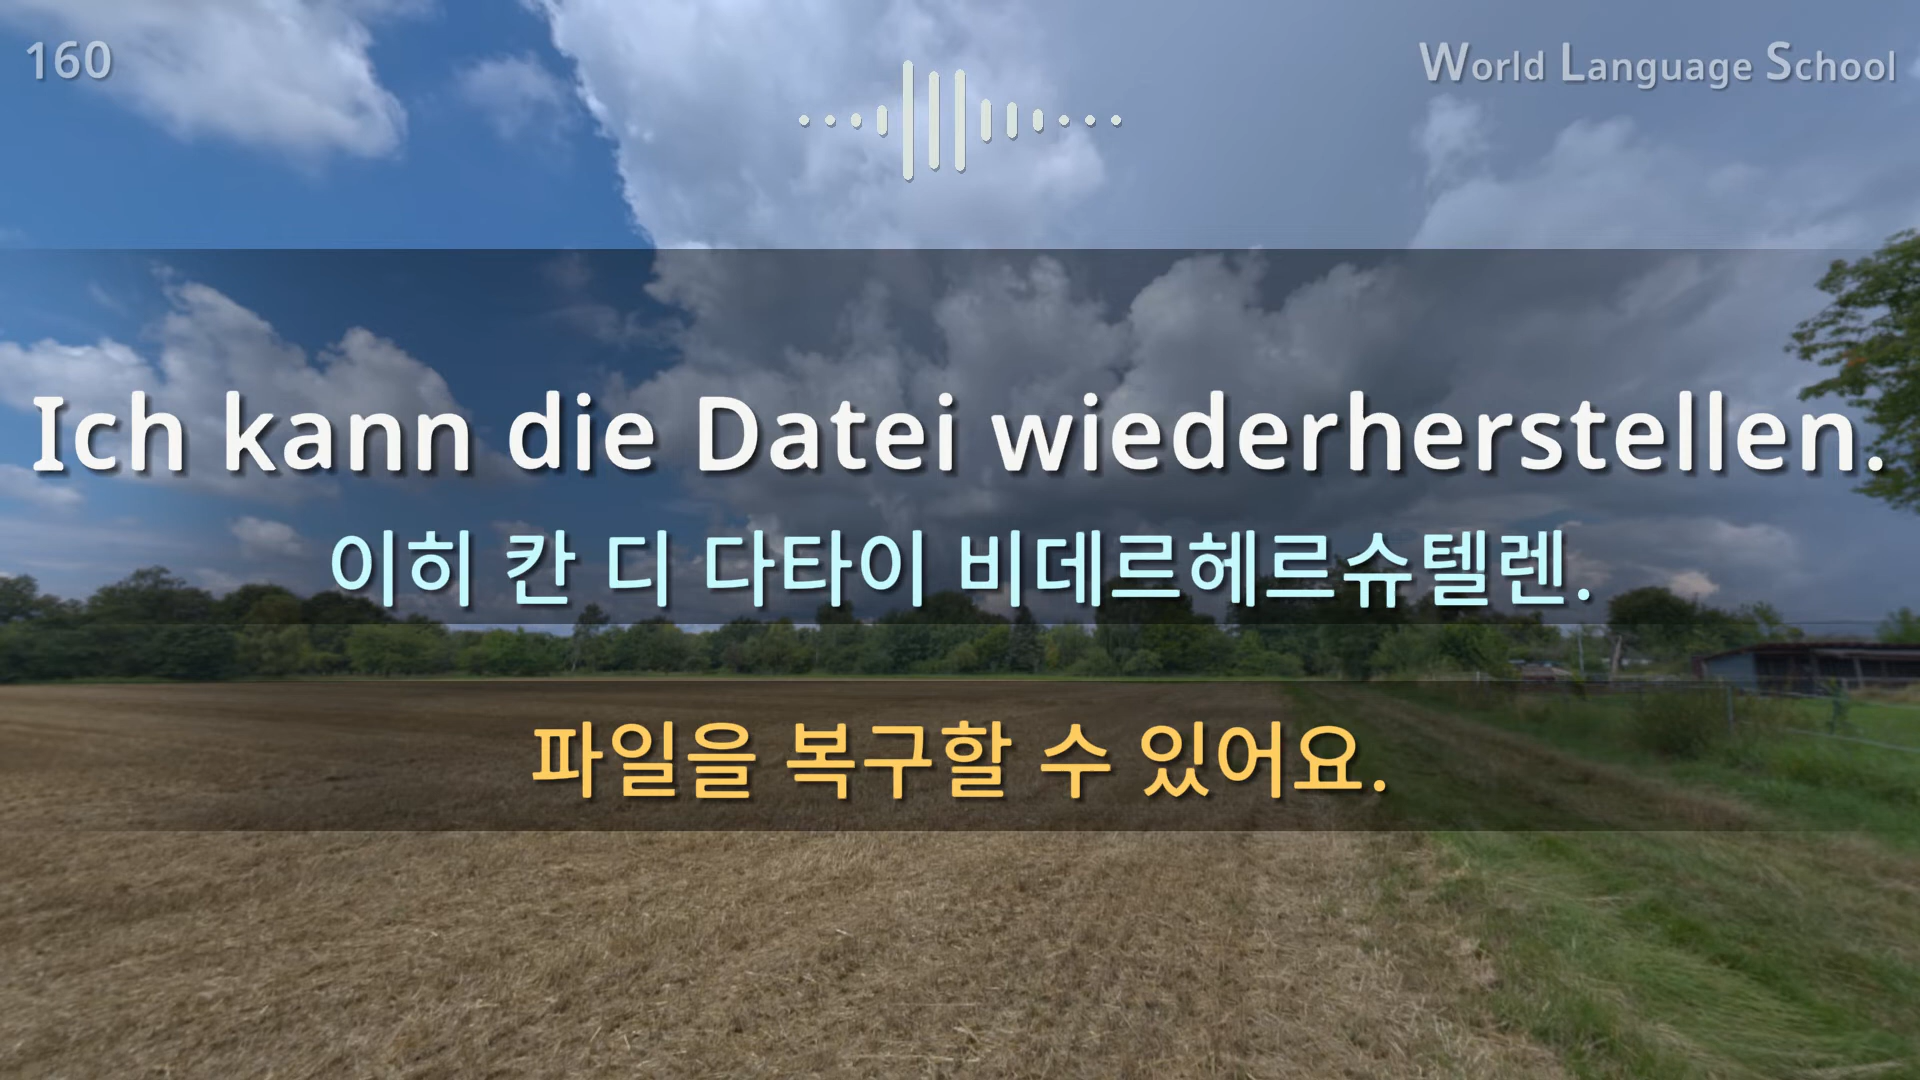 160
World Language School
Ich kann die Datei wiederherstellen.
이히 칸 디 다타이 비데르헤르슈텔렌.
파일을 복구할 수 있어요.